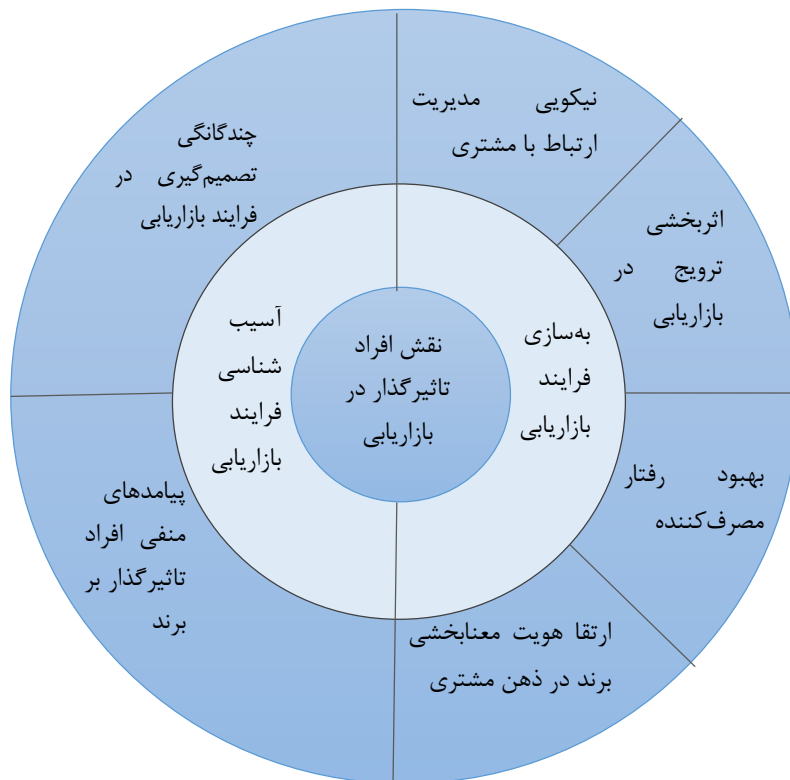 نقش افراد
تاثیرگذار در
بازاریابی
به‌سازی
فرایند
بازاریابی
آسیب
شناسی
فرایند
بازاریابی
نیکویی مدیریت
ارتباط با مشتری
اثربخشی
ترویج در
بازاریابی
بهبود رفتار
مصرف‌کننده
ارتقا هویت معنابخشی
برند در ذهن مشتری
پیامدهای
منفی افراد
تاثیرگذار بر
برند
چندگانگی
تصمیم‌گیری در
فرایند بازاریابی